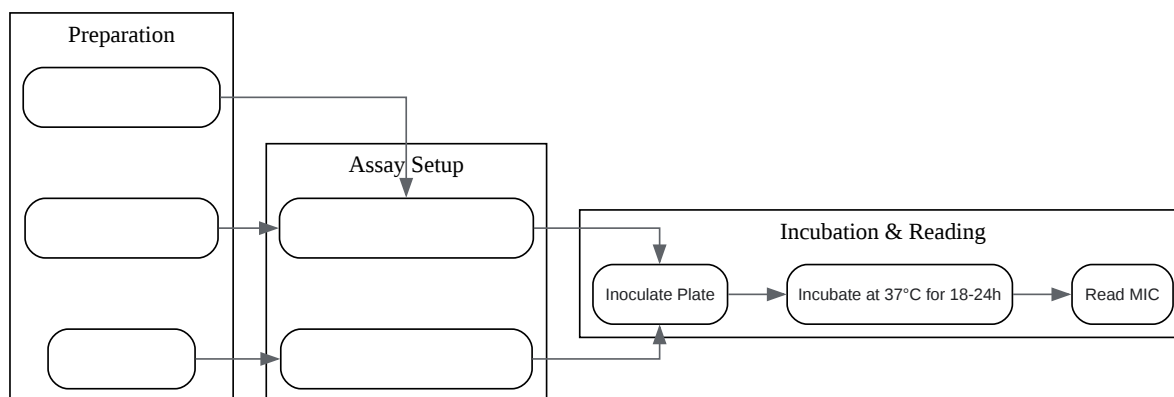 Preparation
Assay Setup
Incubation & Reading
Inoculate Plate
Incubate at 37°C for 18-24h
Read MIC